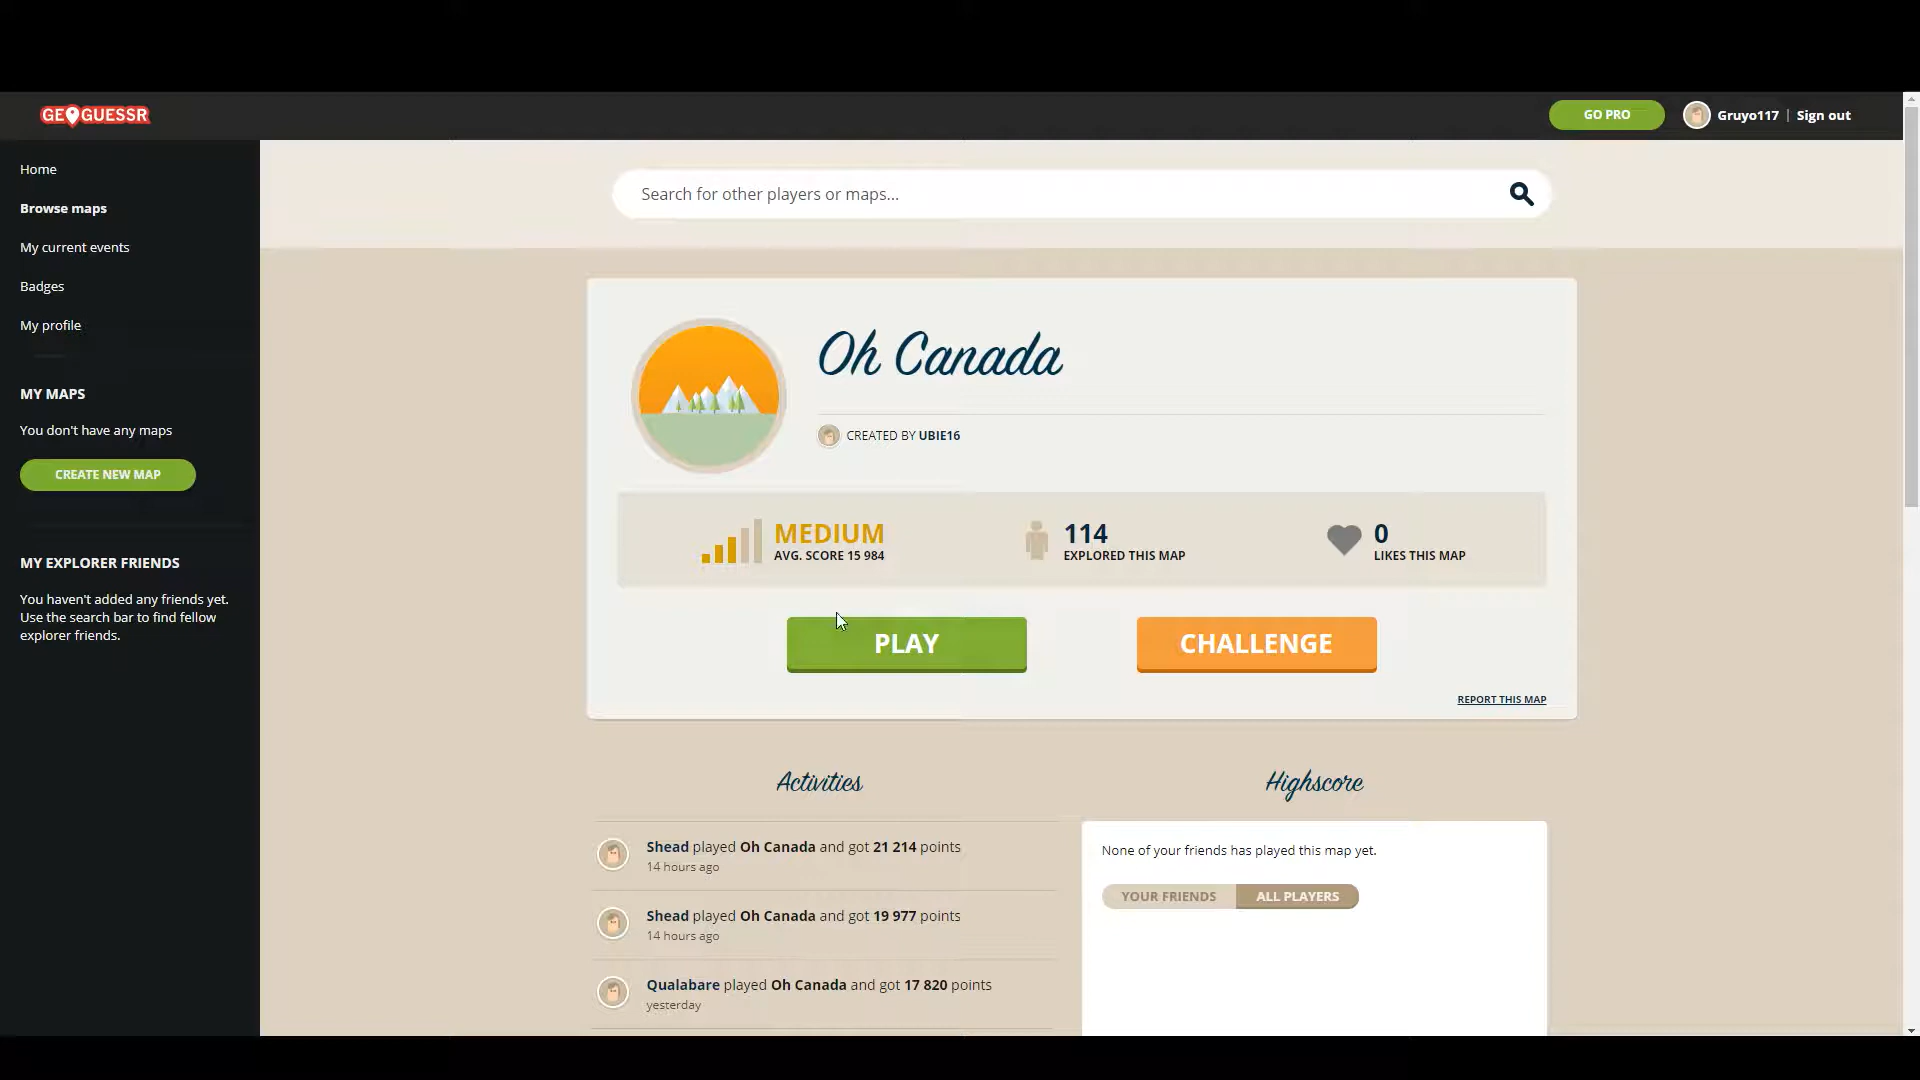 GEOGUESSR
GO PRO
Gruyo117 | Sign out
Home
Browse maps
My current events
Badges
My profile
MY MAPS
You don't have any maps
CREATE NEW MAP
MY EXPLORER FRIENDS
You haven't added any friends yet.
Use the search bar to find fellow
explorer friends.
Search for other players or maps...
Oh Canada
CREATED BY UBIE16
MEDIUM
AVG. SCORE 15 984
114
EXPLORED THIS MAP
0
LIKES THIS MAP
PLAY
CHALLENGE
REPORT THIS MAP
Activities
Shead played Oh Canada and got 21 214 points
14 hours ago
Shead played Oh Canada and got 19 977 points
14 hours ago
Qualabare played Oh Canada and got 17 820 points
yesterday
Highscore
None of your friends has played this map yet.
YOUR FRIENDS
ALL PLAYERS